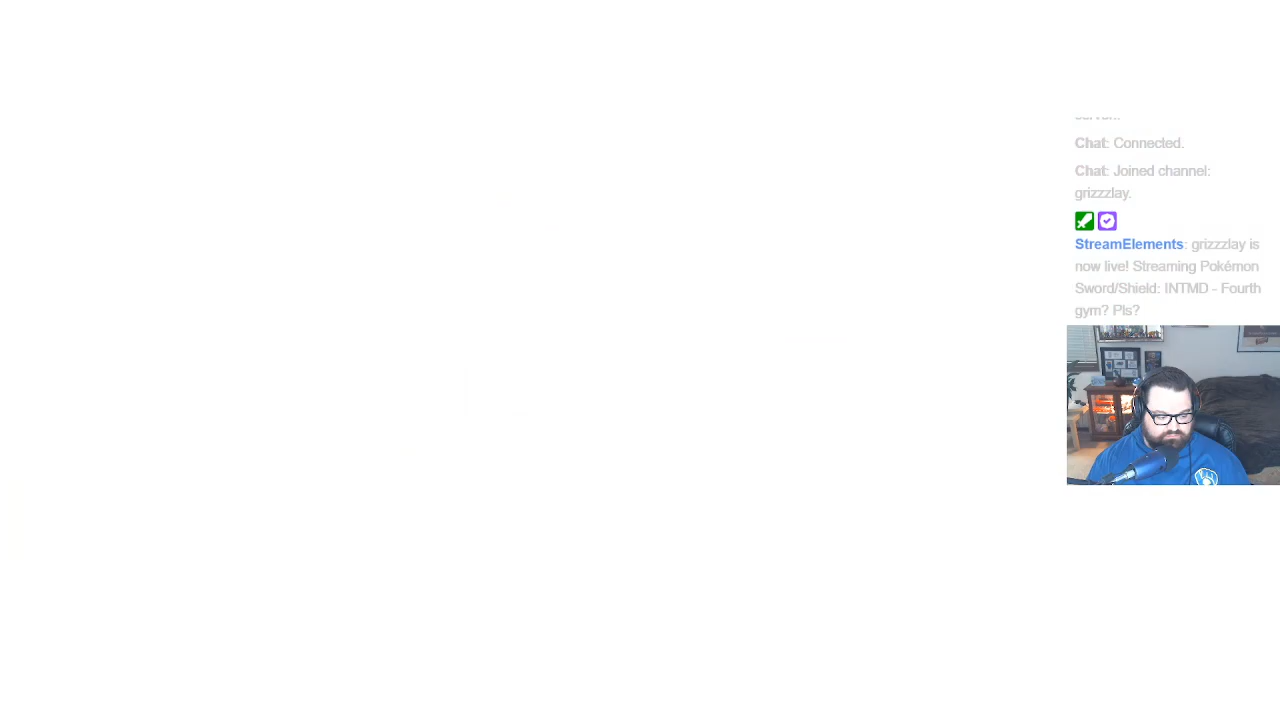 Chat: Connected.
Chat: Joined channel:
grizzzlay.
StreamElements: grizzzlay is
now live! Streaming Pokémon
Sword/Shield: INTMD - Fourth
gym? Pls?